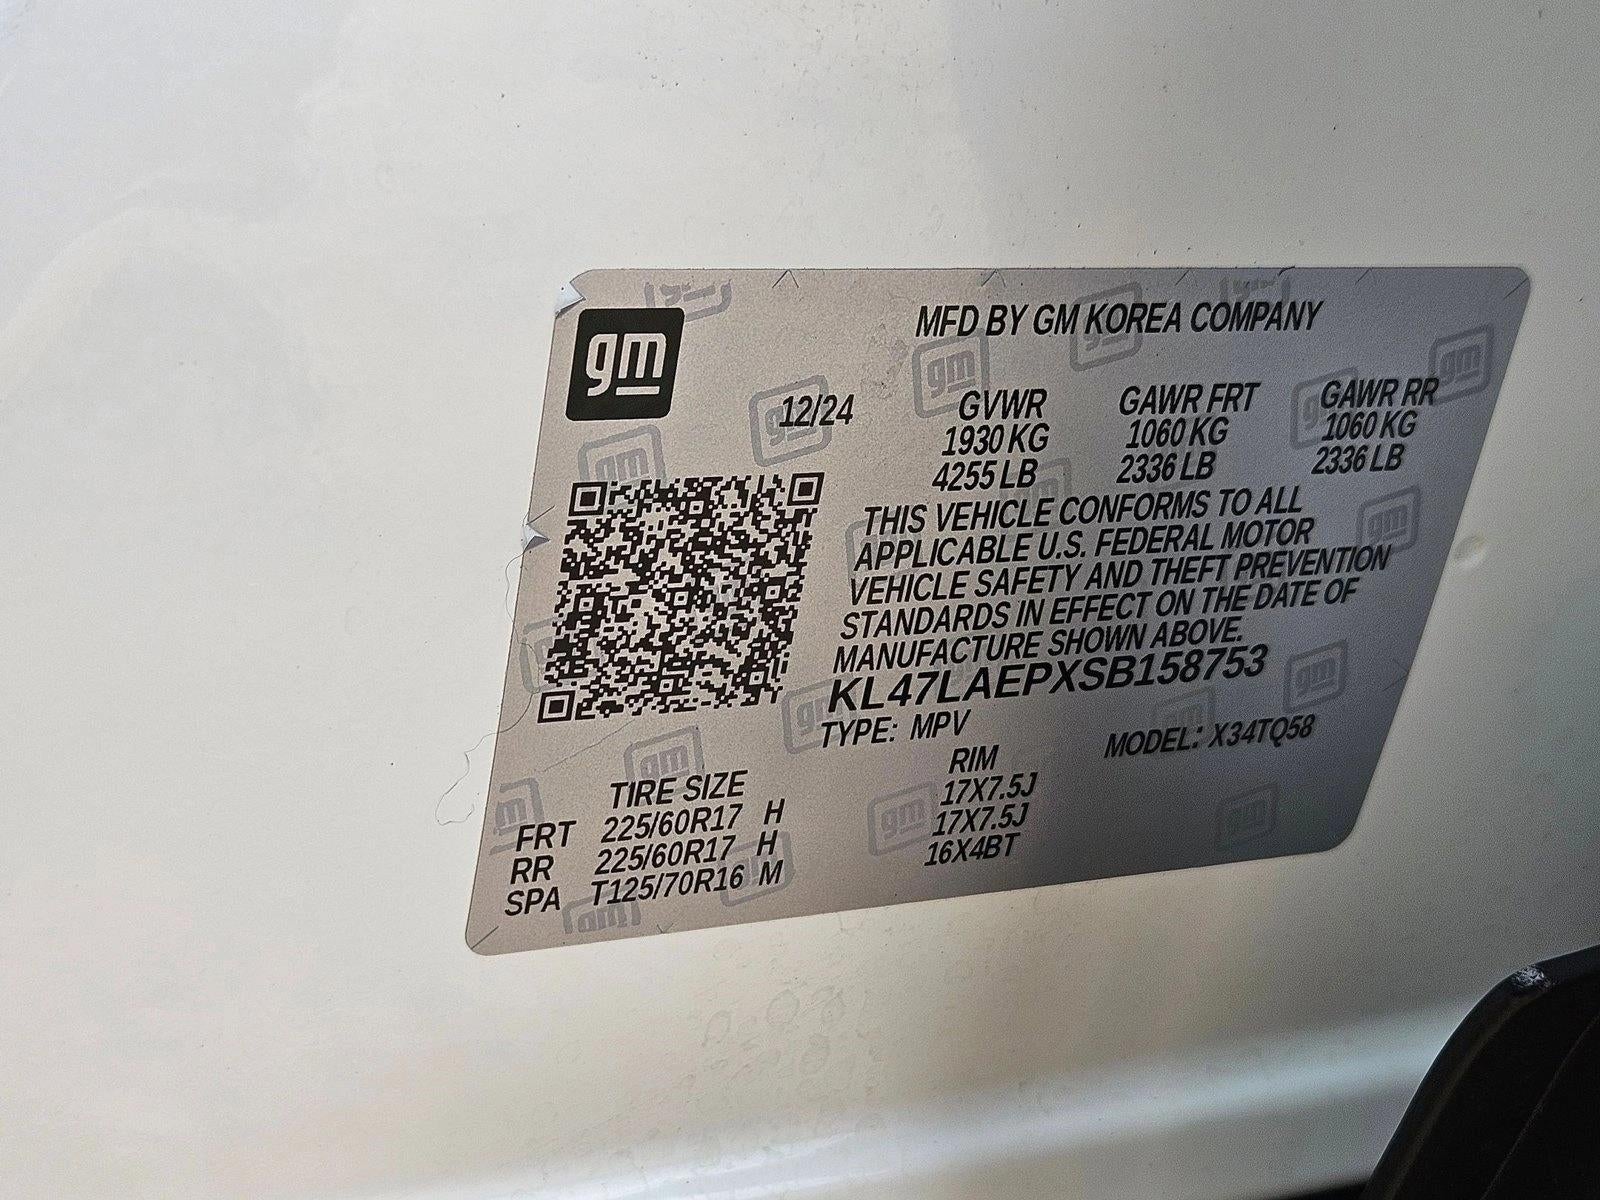 gm
MFD BY GM KOREA COMPANY
12/24 GVWR GAWR FRT GAWR RR
1930 KG 1060 KG 1060 KG
4255 LB 2336 LB 2336 LB
THIS VEHICLE CONFORMS TO ALL
APPLICABLE U.S. FEDERAL MOTOR
VEHICLE SAFETY AND THEFT PREVENTION
STANDARDS IN EFFECT ON THE DATE OF
MANUFACTURE SHOWN ABOVE.
KL47LAEPXSB158753
TYPE: MPV MODEL: X34TQ58
TIRE SIZE RIM
FRT 225/60R17 H 17X7.5J
RR 225/60R17 H 17X7.5J
SPA T125/70R16 M 16X4BT